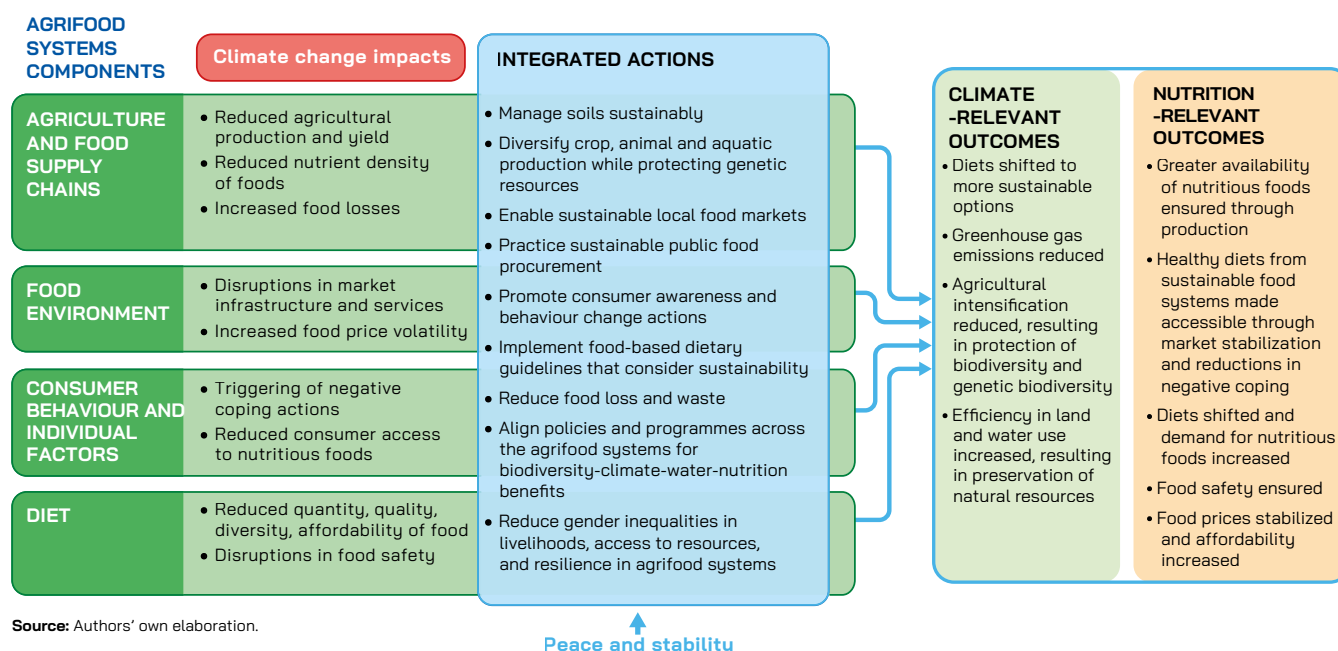 AGRIFOOD
SYSTEMS
COMPONENTS
Climate change impacts
INTEGRATED ACTIONS
AGRICULTURE
AND FOOD
SUPPLY
CHAINS
• Reduced agricultural
production and yield
• Reduced nutrient density
of foods
• Increased food losses
FOOD
ENVIRONMENT
• Disruptions in market
infrastructure and services
• Increased food price volatility
CONSUMER
BEHAVIOUR AND
INDIVIDUAL
FACTORS
• Triggering of negative
coping actions
• Reduced consumer access
to nutritious foods
DIET
• Reduced quantity, quality,
diversity, affordability of food
• Disruptions in food safety
• Manage soils sustainably
• Diversify crop, animal and aquatic
production while protecting genetic
resources
• Enable sustainable local food markets
• Practice sustainable public food
procurement
• Promote consumer awareness and
behaviour change actions
• Implement food-based dietary
guidelines that consider sustainability
• Reduce food loss and waste
• Align policies and programmes across
the agrifood systems for
biodiversity-climate-water-nutrition
benefits
• Reduce gender inequalities in
livelihoods, access to resources,
and resilience in agrifood systems
CLIMATE
-RELEVANT
OUTCOMES
• Diets shifted to
more sustainable
options
• Greenhouse gas
emissions reduced
• Agricultural
intensification
reduced, resulting
in protection of
biodiversity and
genetic biodiversity
• Efficiency in land
and water use
increased, resulting
in preservation of
natural resources
NUTRITION
-RELEVANT
OUTCOMES
• Greater availability
of nutritious foods
ensured through
production
• Healthy diets from
sustainable food
systems made
accessible through
market stabilization
and reductions in
negative coping
• Diets shifted and
demand for nutritious
foods increased
• Food safety ensured
• Food prices stabilized
and affordability
increased
Source: Authors' own elaboration.
Peace and stability